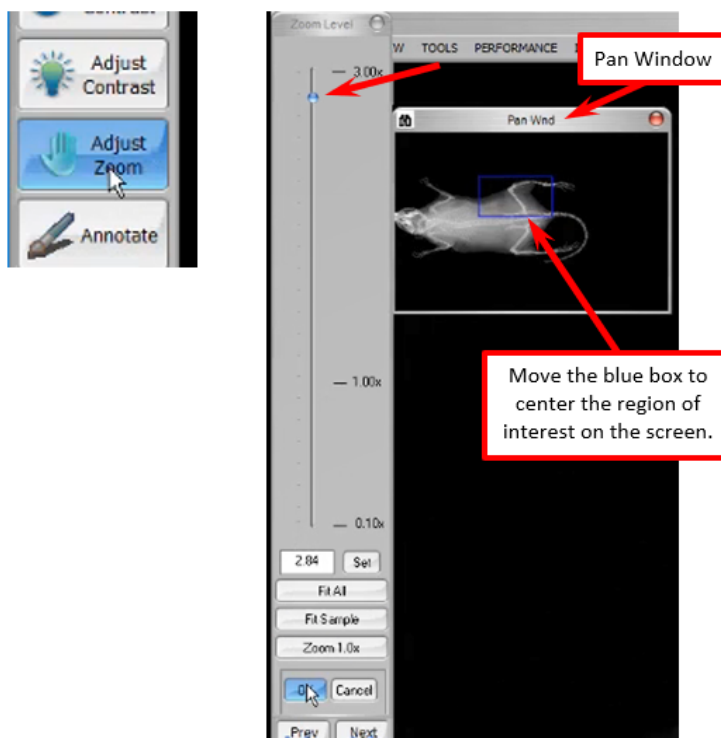 Adjust
Contrast
Adjust
Zoom
Annotate
Zoom Level
W TOOLS PERFORMANCE
Pan Window
3.00x
Pan Wnd
Move the blue box to
center the region of
interest on the screen.
1.00x
0.10x
2.84 Set
Fit All
Fit Sample
Zoom 1.0x
Cancel
Prev Next